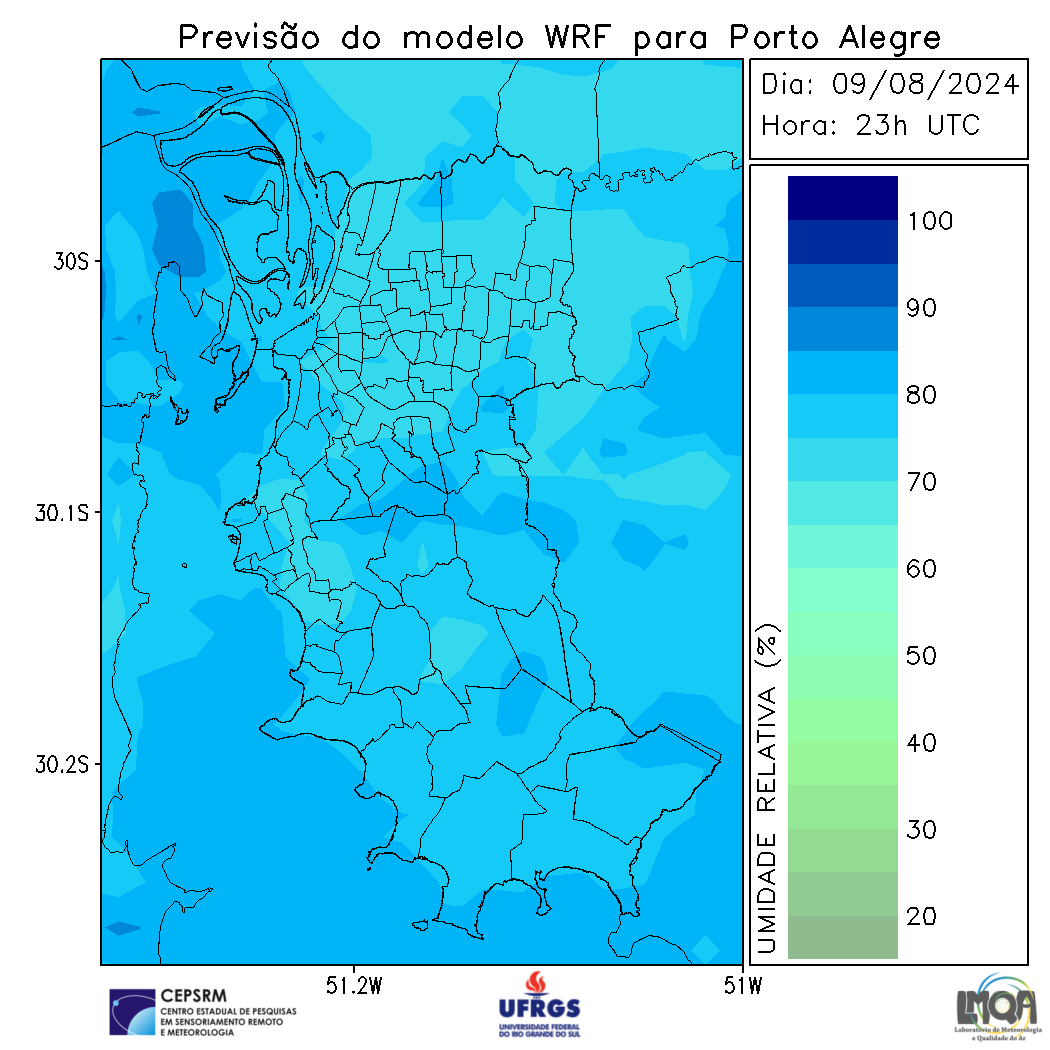 Previsão do modelo WRF para Porto Alegre
Dia: 09/08/2024
Hora: 23h UTC
30S
30.1S
30.2S
51.2W
51W
100
90
80
70
60
50
40
30
20
UMIDADE RELATIVA (%)
CEPSRM
CENTRO ESTADUAL DE PESQUISAS
EM SENSORIAMENTO REMOTO
E METEOROLOGIA
UFRGS
UNIVERSIDADE FEDERAL
DO RIO GRANDE DO SUL
LMQA
Laboratório de Meteorologia
e Qualidade do Ar